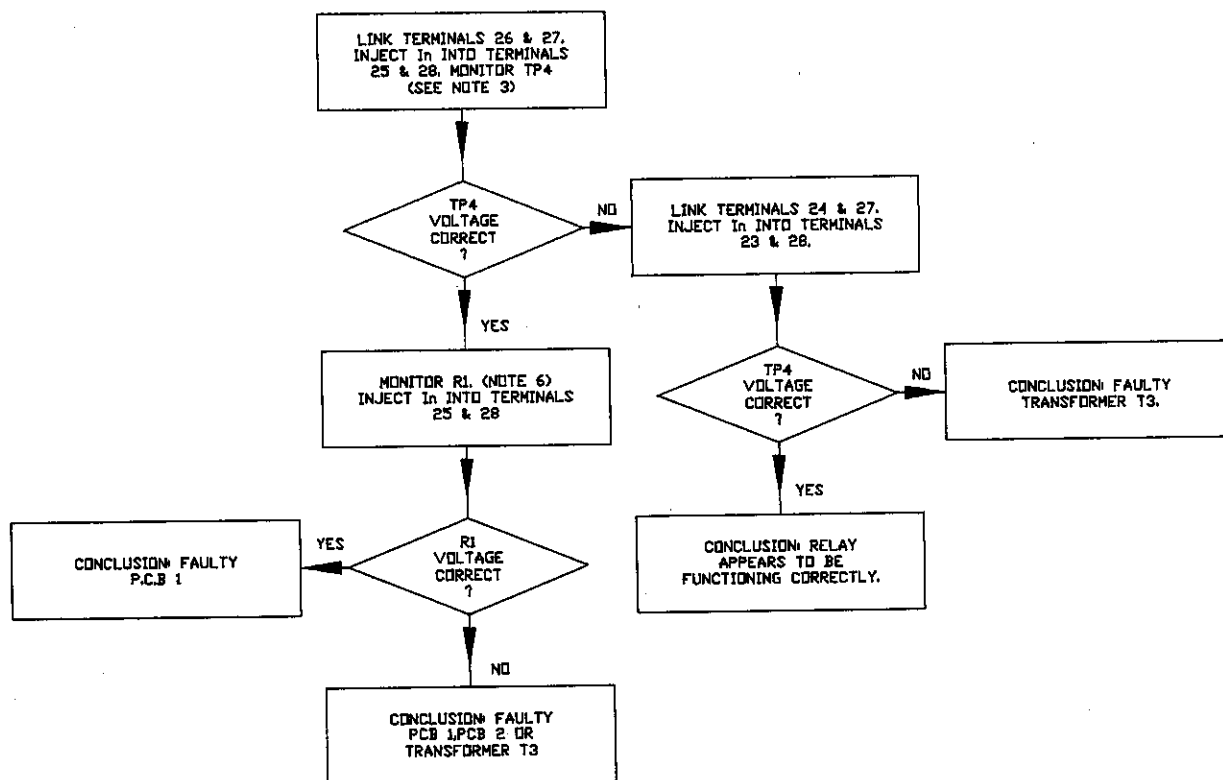 LINK TERMINALS 26 & 27.
INJECT In INTO TERMINALS
25 & 28. MONITOR TP4
(SEE NOTE 3)
TP4
VOLTAGE
CORRECT
?
NO
LINK TERMINALS 24 & 27.
INJECT In INTO TERMINALS
23 & 28.
YES
MONITOR R1. (NOTE 6)
INJECT In INTO TERMINALS
25 & 28
TP4
VOLTAGE
CORRECT
?
NO
CONCLUSION: FAULTY
TRANSFORMER T3.
YES
CONCLUSION: RELAY
APPEARS TO BE
FUNCTIONING CORRECTLY.
R1
VOLTAGE
CORRECT
?
YES
CONCLUSION: FAULTY
P.C.B 1
NO
CONCLUSION: FAULTY
PCB 1,PCB 2 OR
TRANSFORMER T3